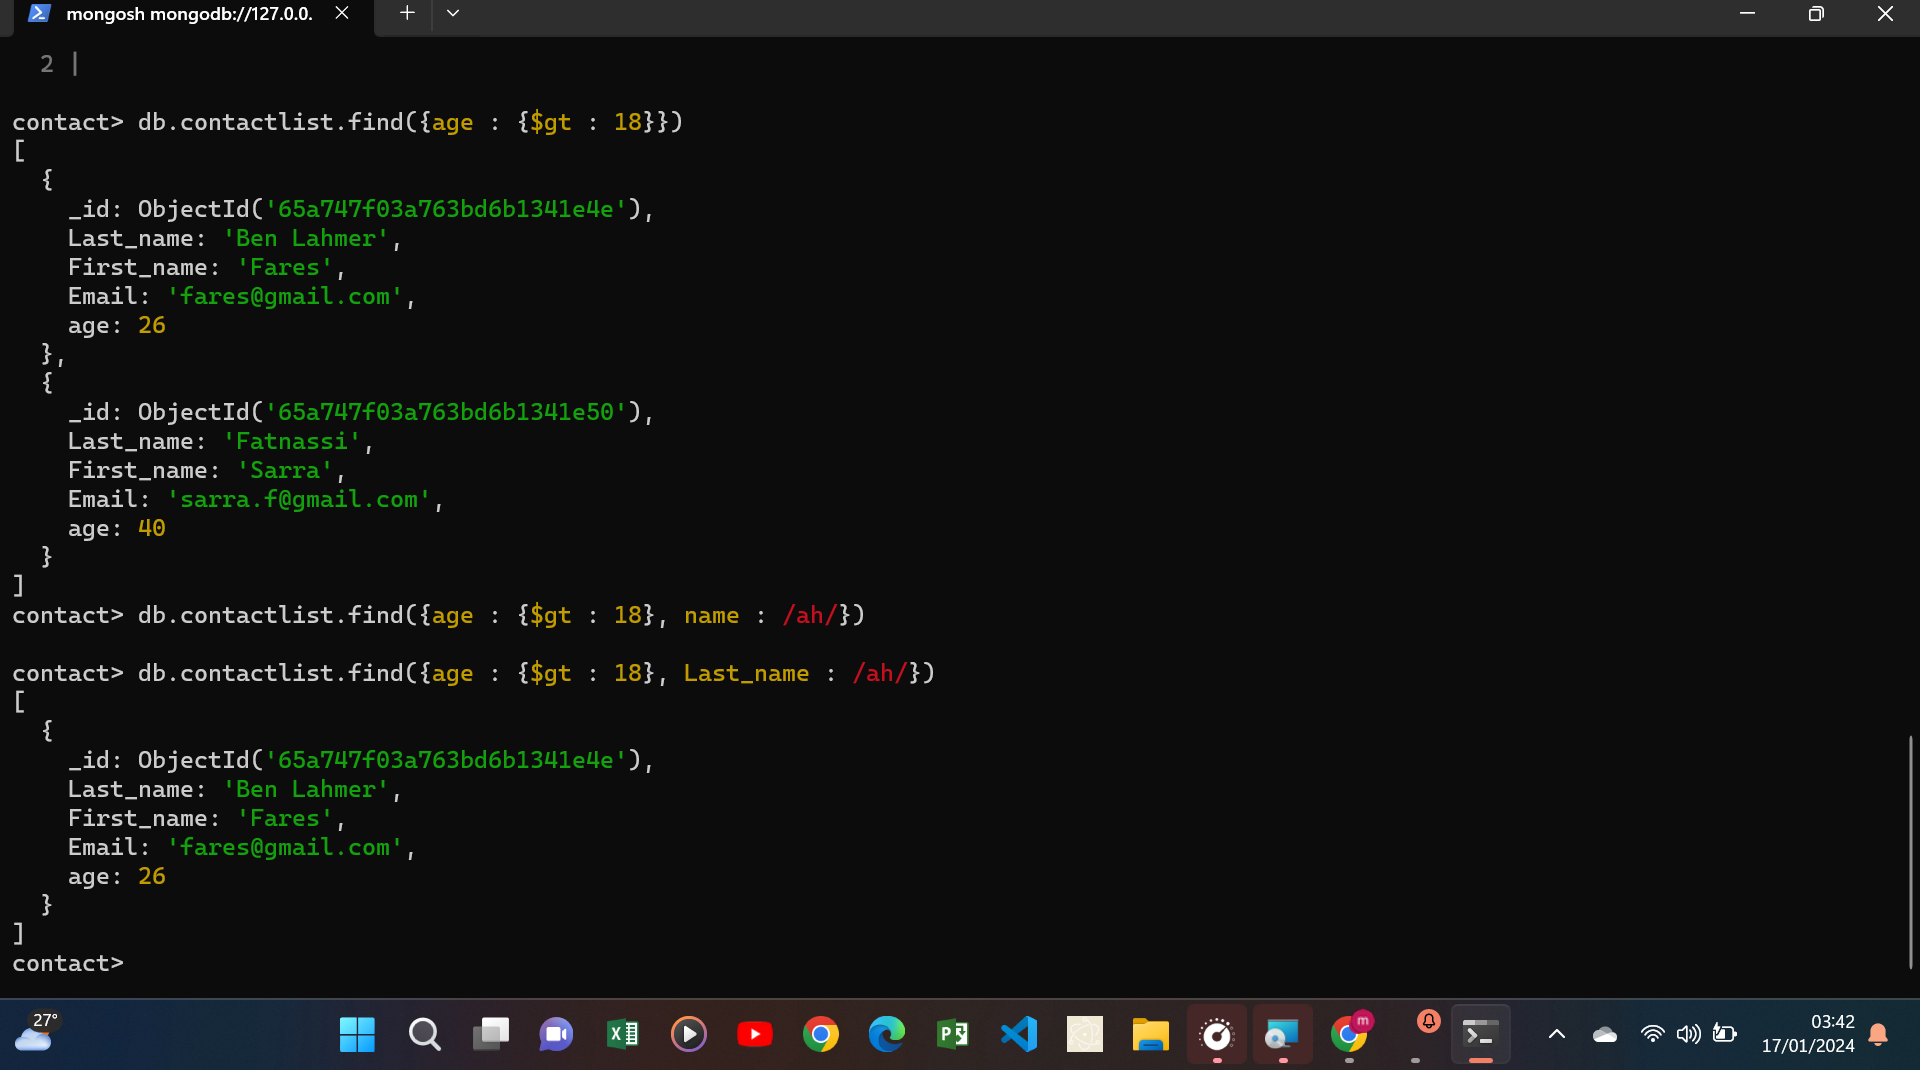 mongosh mongodb://127.0.0.
2 |
contact> db.contactlist.find({age : {$gt : 18}})
[
  {
    _id: ObjectId('65a747f03a763bd6b1341e4e'),
    Last_name: 'Ben Lahmer',
    First_name: 'Fares',
    Email: 'fares@gmail.com',
    age: 26
  },
  {
    _id: ObjectId('65a747f03a763bd6b1341e50'),
    Last_name: 'Fatnassi',
    First_name: 'Sarra',
    Email: 'sarra.f@gmail.com',
    age: 40
  }
]
contact> db.contactlist.find({age : {$gt : 18}, name : /ah/})
contact> db.contactlist.find({age : {$gt : 18}, Last_name : /ah/})
[
  {
    _id: ObjectId('65a747f03a763bd6b1341e4e'),
    Last_name: 'Ben Lahmer',
    First_name: 'Fares',
    Email: 'fares@gmail.com',
    age: 26
  }
]
contact>
27°
m
03:42
17/01/2024